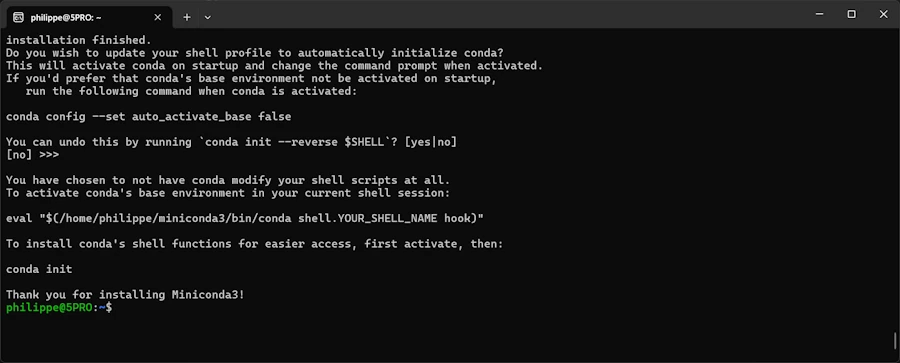 philippe@5PRO: ~
installation finished.
Do you wish to update your shell profile to automatically initialize conda?
This will activate conda on startup and change the command prompt when activated.
If you'd prefer that conda's base environment not be activated on startup,
   run the following command when conda is activated:
conda config --set auto_activate_base false
You can undo this by running `conda init --reverse $SHELL`? [yes|no]
[no] >>>
You have chosen to not have conda modify your shell scripts at all.
To activate conda's base environment in your current shell session:
eval "$(/home/philippe/miniconda3/bin/conda shell.YOUR_SHELL_NAME hook)"
To install conda's shell functions for easier access, first activate, then:
conda init
Thank you for installing Miniconda3!
philippe@5PRO:~$